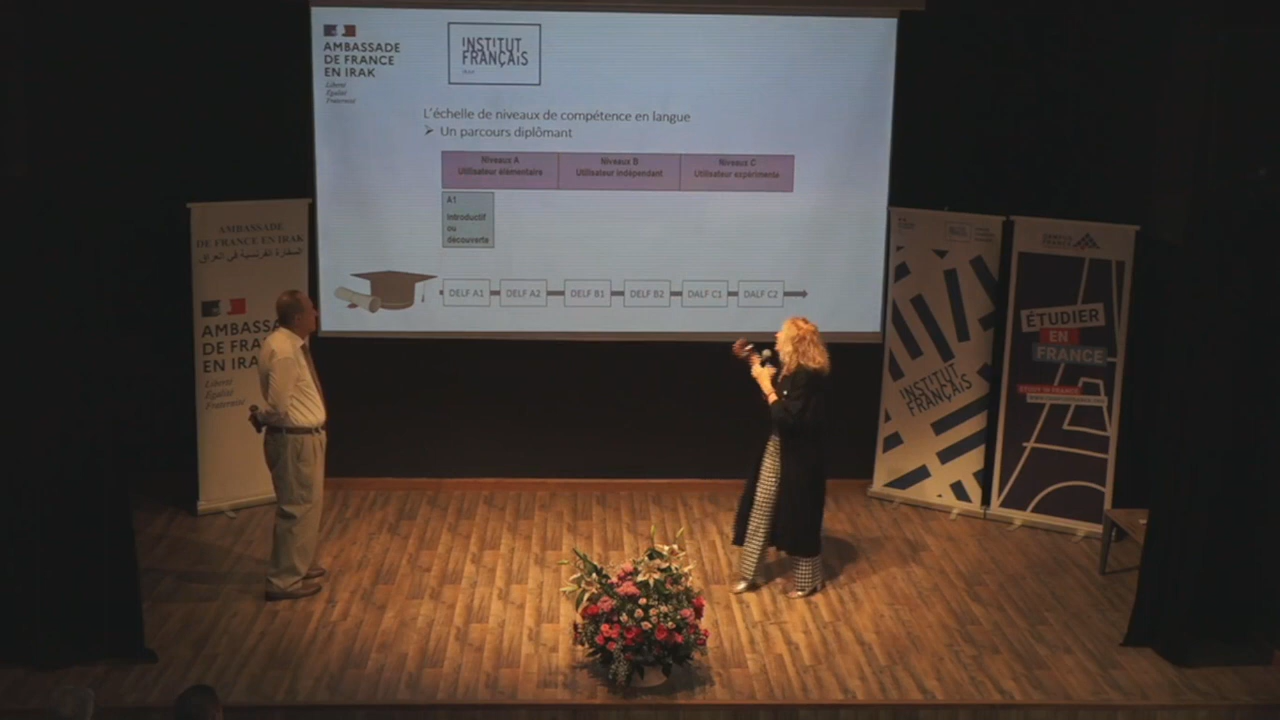 AMBASSADE
DE FRANCE
EN IRAK
Liberté
Égalité
Fraternité
INSTITUT
FRANÇAIS
L'échelle de niveaux de compétence en langue
➢ Un parcours diplômant
Niveaux A
Utilisateur élémentaire
Niveaux B
Utilisateur indépendant
Niveaux C
Utilisateur expérimenté
A1
Introductif
ou
découverte
DELF A1
DELF A2
DELF B1
DELF B2
DALF C1
DALF C2
AMBASSADE
DE FRANCE EN IRAK
السفارة الفرنسية في العراق
AMBASSA
DE FRA
EN IRA
Liberté
Égalité
Fraternité
INSTITUT
FRANÇAIS
CAMPUS
FRANCE
ÉTUDIER
EN
FRANCE